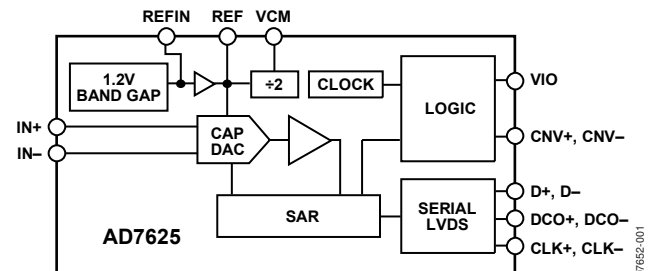 REFIN REF VCM
1.2V
BAND GAP
÷2
CLOCK
LOGIC
VIO
CNV+, CNV–
IN+
IN–
CAP
DAC
SAR
SERIAL
LVDS
D+, D–
DCO+, DCO–
CLK+, CLK–
AD7625
7652-001